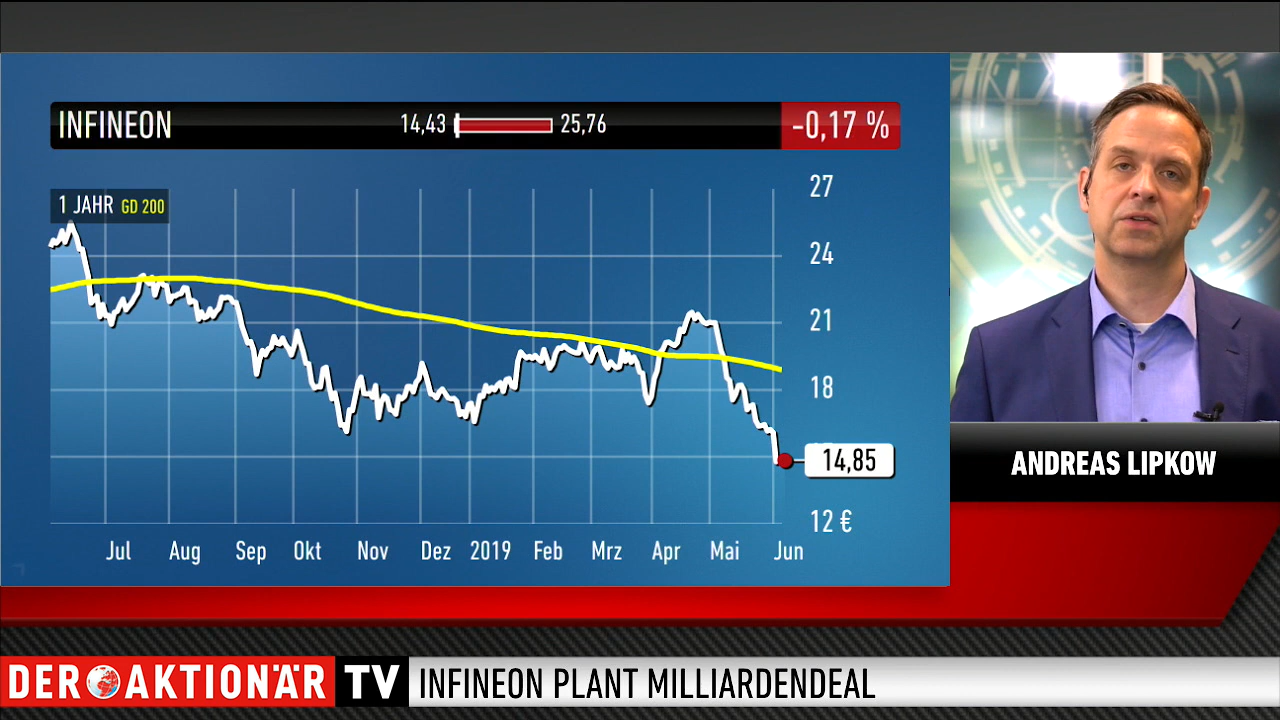 INFINEON 14,43 25,76 -0,17 %
1 JAHR GD 200
27
24
21
18
14,85
12 €
Jul Aug Sep Okt Nov Dez 2019 Feb Mrz Apr Mai Jun
ANDREAS LIPKOW
DER AKTIONÄR TV
INFINEON PLANT MILLIARDENDEAL